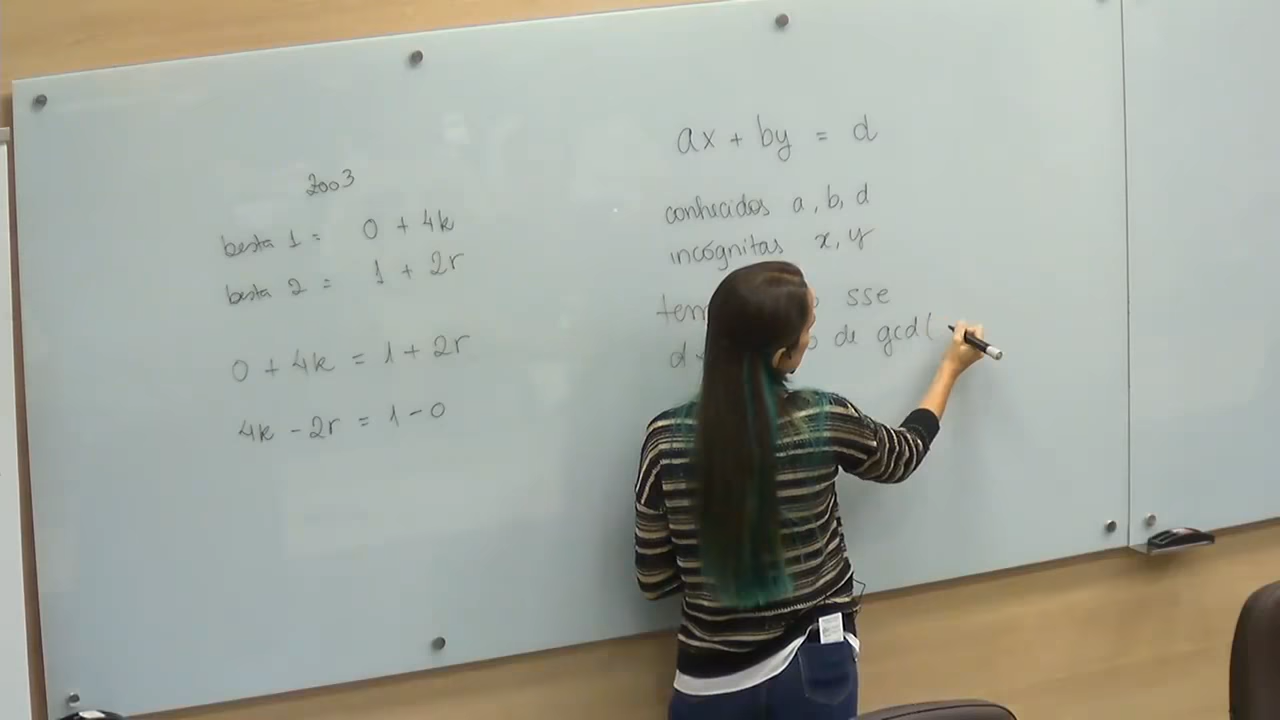 2003
besta 1 = 0 + 4k
besta 2 = 1 + 2r
0 + 4k = 1 + 2r
4k - 2r = 1 - 0
ax + by = d
conhecidos a, b, d
incógnitas x, y
sse
d de gcd(